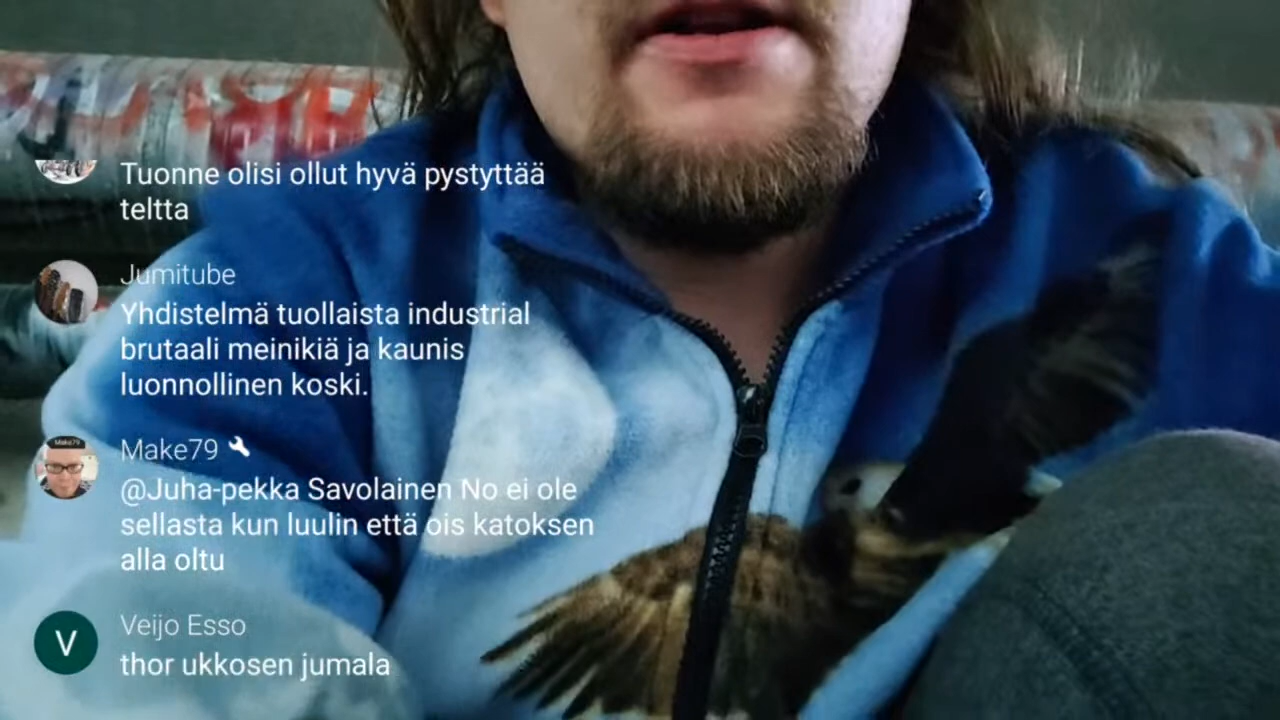 Tuonne olisi ollut hyvä pystyttää
teltta
Jumitube
Yhdistelmä tuollaista industrial
brutaali meinikiä ja kaunis
luonnollinen koski.
Make79
Make79
@Juha-pekka Savolainen No ei ole
sellasta kun luulin että ois katoksen
alla oltu
V
Veijo Esso
thor ukkosen jumala